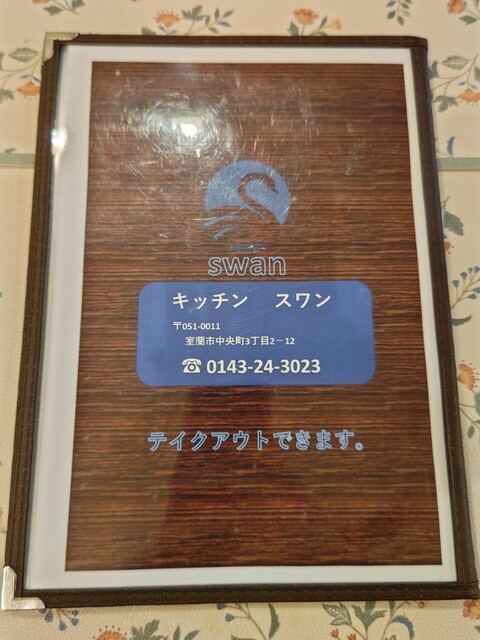 swan
キッチン　スワン
〒051-0011
室蘭市中央町3丁目2－12
☎ 0143-24-3023
テイクアウトできます。